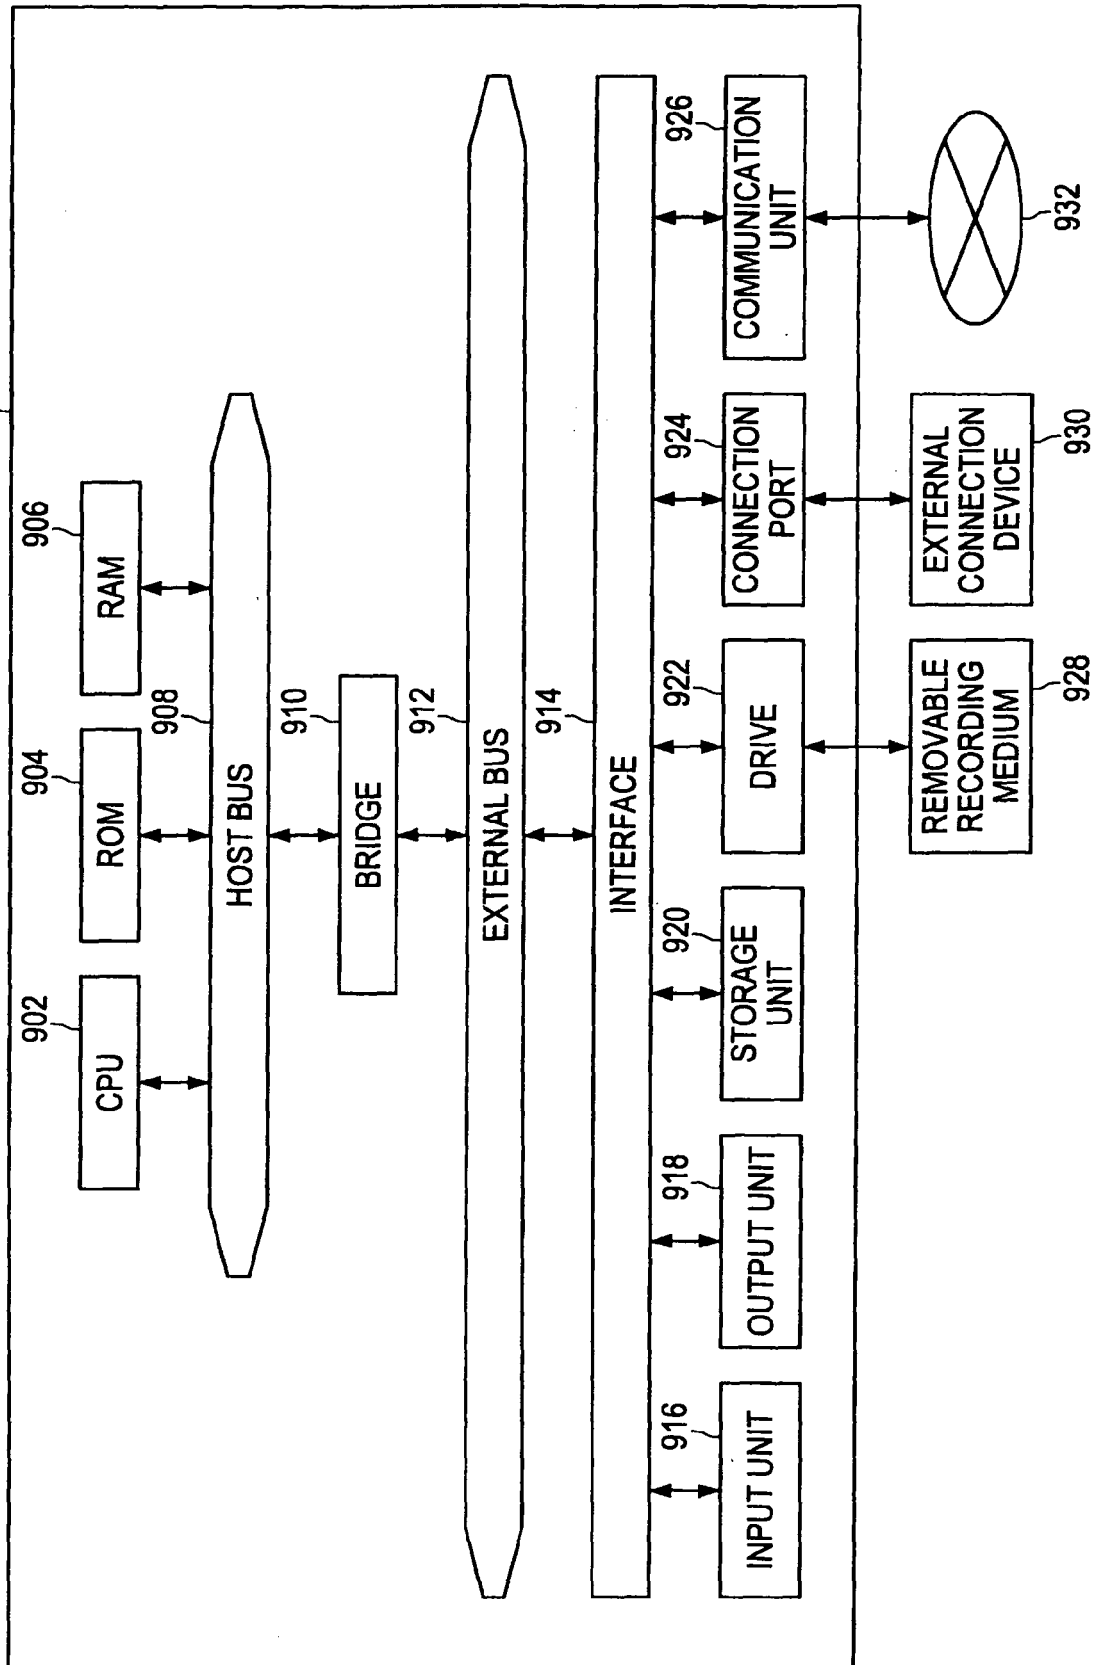 902
CPU
904
ROM
906
RAM
908
HOST BUS
910
BRIDGE
912
EXTERNAL BUS
914
INTERFACE
916
INPUT UNIT
918
OUTPUT UNIT
920
STORAGE
UNIT
922
DRIVE
924
CONNECTION
PORT
926
COMMUNICATION
UNIT
REMOVABLE
RECORDING
MEDIUM
928
EXTERNAL
CONNECTION
DEVICE
930
932